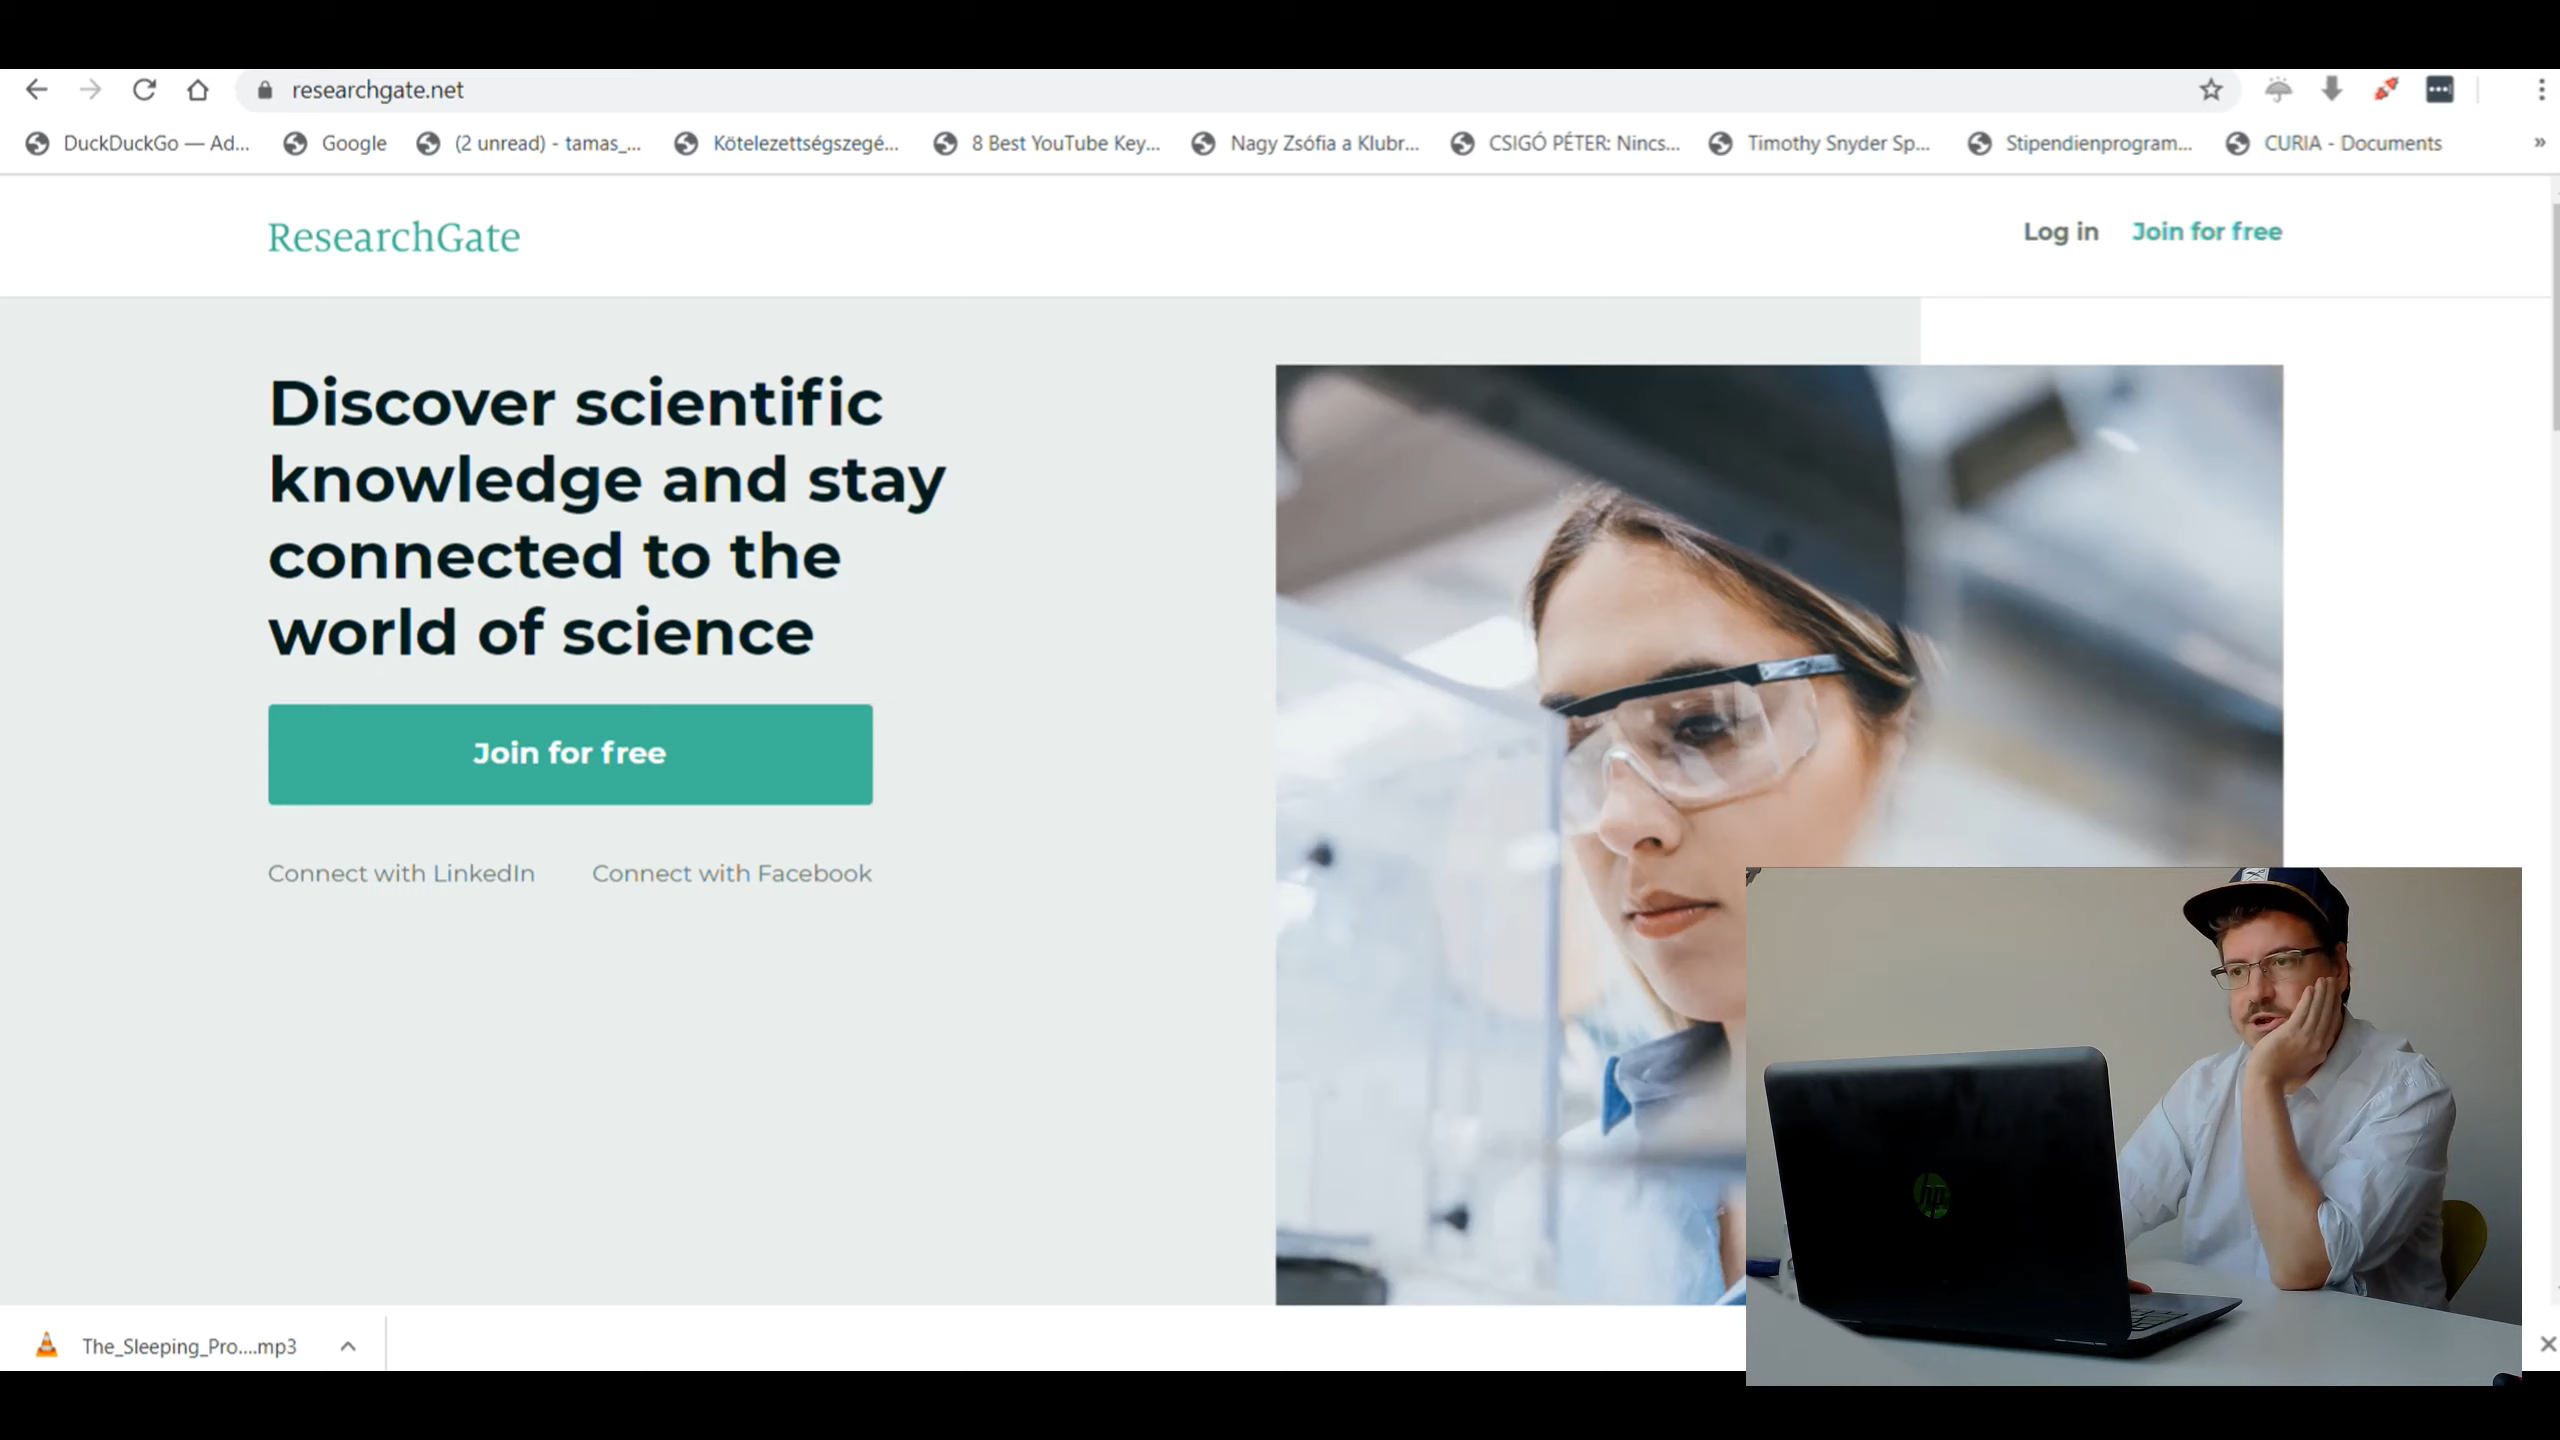 researchgate.net
DuckDuckGo — Ad... Google (2 unread) - tamas_... Kötelezettségszegé... 8 Best YouTube Key... Nagy Zsófia a Klubr... CSIGÓ PÉTER: Nincs... Timothy Snyder Sp... Stipendienprogram... CURIA - Documents »
ResearchGate
Log in Join for free
Discover scientific
knowledge and stay
connected to the
world of science
Join for free
Connect with LinkedIn Connect with Facebook
hp
The_Sleeping_Pro....mp3